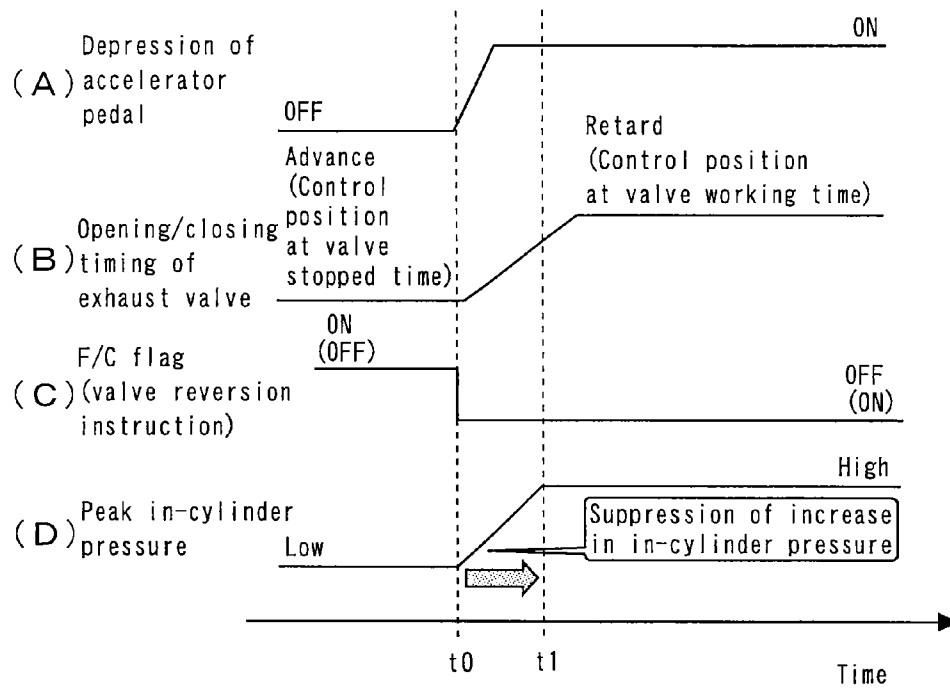 (A)
Depression of
accelerator
pedal
OFF
ON
(B)
Opening/closing
timing of
exhaust valve
Advance
(Control
position
at valve
stopped time)
Retard
(Control position
at valve working time)
(C)
F/C flag
(valve reversion
instruction)
ON
(OFF)
OFF
(ON)
(D)
Peak in-cylinder
pressure
Low
High
Suppression of increase
in in-cylinder pressure
t0
t1
Time